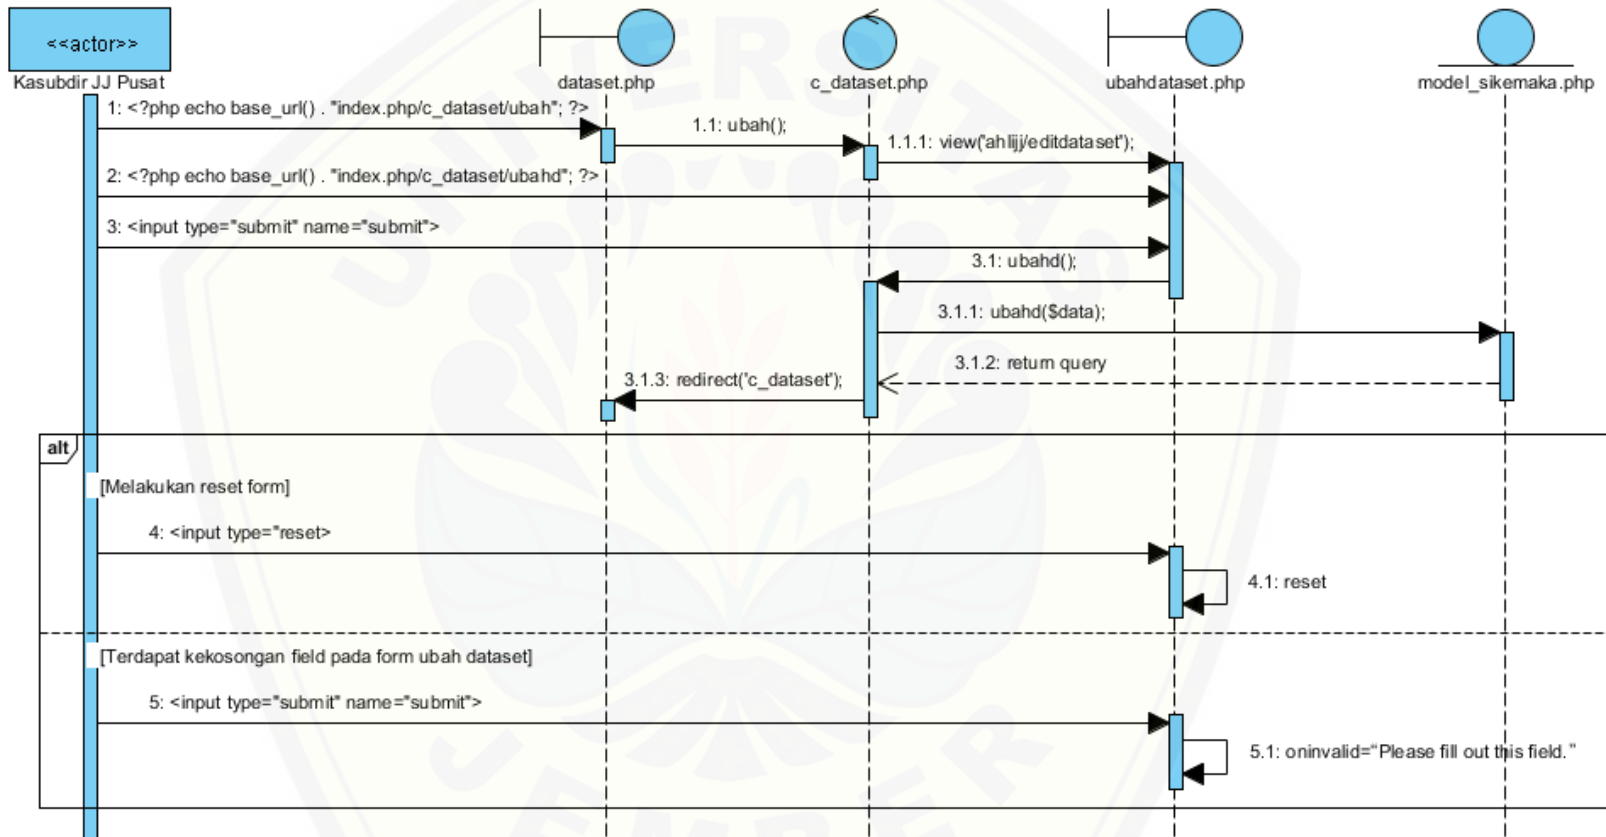 <<actor>>
Kasubdir JJ Pusat
dataset.php
c_dataset.php
ubahdataset.php
model_sikemaka.php
1: <?php echo base_url() . "index.php/c_dataset/ubah"; ?>
1.1: ubah();
1.1.1: view('ahlijj/editdataset');
2: <?php echo base_url() . "index.php/c_dataset/ubahd"; ?>
3: <input type="submit" name="submit">
3.1: ubahd();
3.1.1: ubahd($data);
3.1.2: return query
3.1.3: redirect('c_dataset');
alt
[Melakukan reset form]
4: <input type="reset>
4.1: reset
[Terdapat kekosongan field pada form ubah dataset]
5: <input type="submit" name="submit">
5.1: oninvalid="Please fill out this field."
UNIVERSITAS
JEMBER